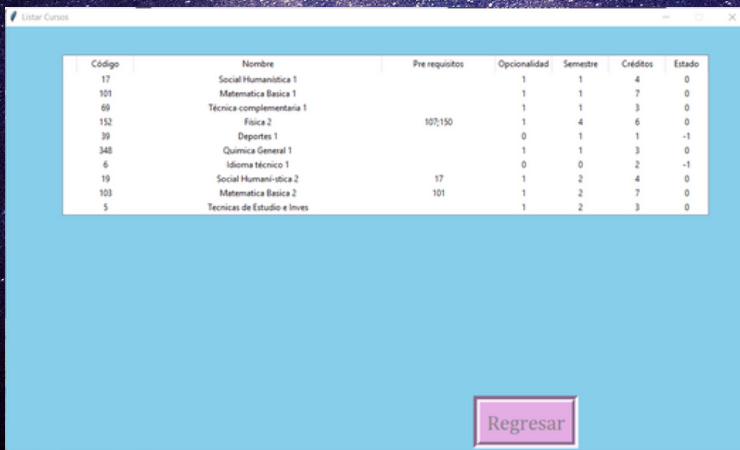 Listar Cursos
Código Nombre Pre requisitos Opcionalidad Semestre Créditos Estado
17 Social Humanística 1 1 1 4 0
101 Matematica Basica 1 1 1 7 0
69 Técnica complementaria 1 1 1 3 0
152 Fisica 2 107;150 1 4 6 0
39 Deportes 1 0 1 1 -1
348 Quimica General 1 1 1 3 0
6 Idioma técnico 1 0 0 2 -1
19 Social Humaní-stica 2 17 1 2 4 0
103 Matematica Basica 2 101 1 2 7 0
5 Tecnicas de Estudio e Inves 1 2 3 0
Regresar